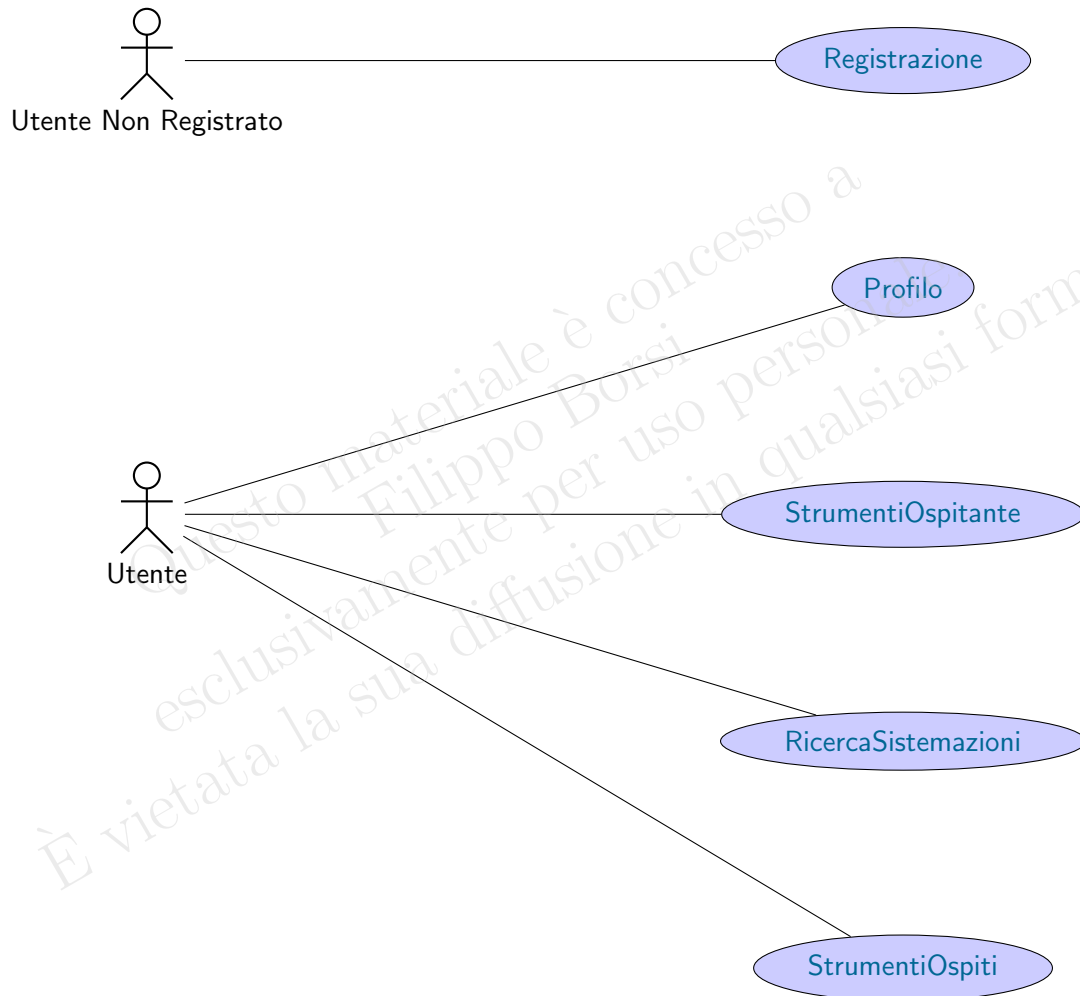 Registrazione
Utente Non Registrato
Profilo
StrumentiOspitante
Utente
RicercaSistemazioni
StrumentiOspiti
Questo materiale è concesso a
Filippo Borsi
esclusivamente per uso personale
È vietata la sua diffusione in qualsiasi form